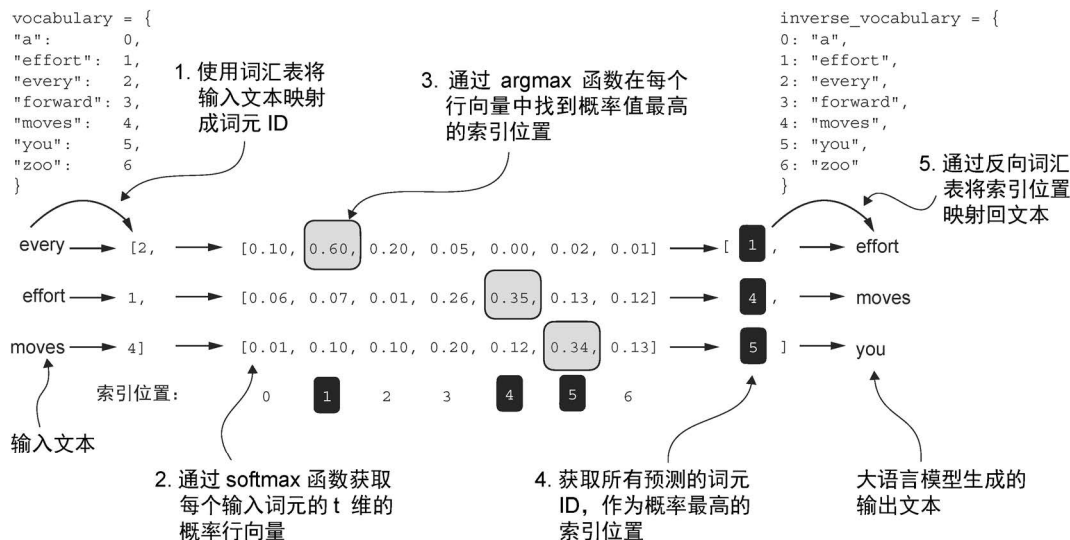 vocabulary = {
"a": 0,
"effort": 1,
"every": 2,
"forward": 3,
"moves": 4,
"you": 5,
"zoo": 6
}
1. 使用词汇表将
输入文本映射
成词元 ID
3. 通过 argmax 函数在每个
行向量中找到概率值最高
的索引位置
inverse_vocabulary = {
0: "a",
1: "effort",
2: "every",
3: "forward",
4: "moves",
5: "you",
6: "zoo"
}
5. 通过反向词汇
表将索引位置
映射回文本
every [2, [0.10, 0.60, 0.20, 0.05, 0.00, 0.02, 0.01] [ 1 , effort
effort 1, [0.06, 0.07, 0.01, 0.26, 0.35, 0.13, 0.12] 4 , moves
moves 4] [0.01, 0.10, 0.10, 0.20, 0.12, 0.34, 0.13] 5 ] you
索引位置： 0 1 2 3 4 5 6
输入文本
2. 通过 softmax 函数获取
每个输入词元的 t 维的
概率行向量
4. 获取所有预测的词元
ID，作为概率最高的
索引位置
大语言模型生成的
输出文本